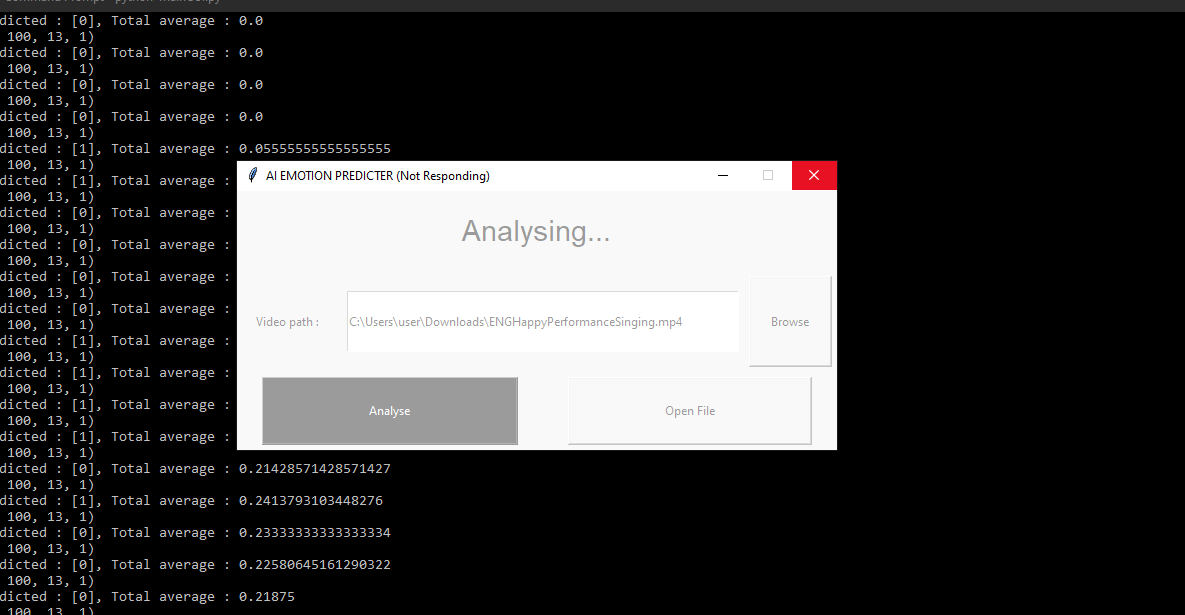 dicted : [0], Total average : 0.0
100, 13, 1)
dicted : [0], Total average : 0.0
100, 13, 1)
dicted : [0], Total average : 0.0
100, 13, 1)
dicted : [0], Total average : 0.0
100, 13, 1)
dicted : [1], Total average : 0.05555555555555555
100, 13, 1)
dicted : [1], Total average :
100, 13, 1)
dicted : [0], Total average :
100, 13, 1)
dicted : [0], Total average :
100, 13, 1)
dicted : [0], Total average :
100, 13, 1)
dicted : [0], Total average :
100, 13, 1)
dicted : [1], Total average :
100, 13, 1)
dicted : [1], Total average :
100, 13, 1)
dicted : [1], Total average :
100, 13, 1)
dicted : [1], Total average :
100, 13, 1)
dicted : [0], Total average : 0.21428571428571427
100, 13, 1)
dicted : [1], Total average : 0.2413793103448276
100, 13, 1)
dicted : [0], Total average : 0.23333333333333334
100, 13, 1)
dicted : [0], Total average : 0.22580645161290322
100, 13, 1)
dicted : [0], Total average : 0.21875
100, 13, 1)
AI EMOTION PREDICTER (Not Responding)
Analysing...
Video path :
C:\Users\user\Downloads\ENGHappyPerformanceSinging.mp4
Browse
Analyse
Open File